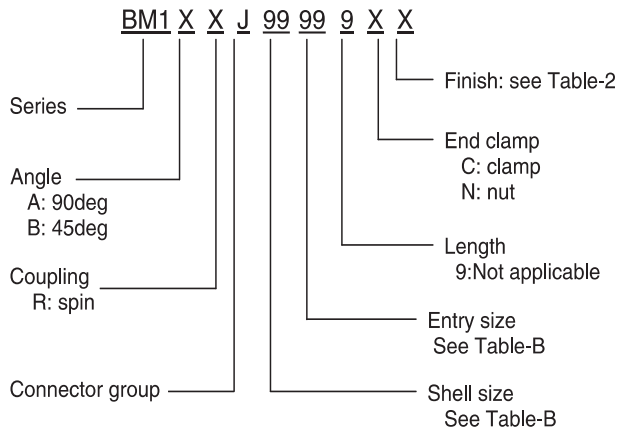 BM1 X X J 99 99 9 X X
Finish: see Table-2
Series
End clamp
C: clamp
N: nut
Angle
A: 90deg
B: 45deg
Length
9:Not applicable
Coupling
R: spin
Entry size
See Table-B
Connector group
Shell size
See Table-B